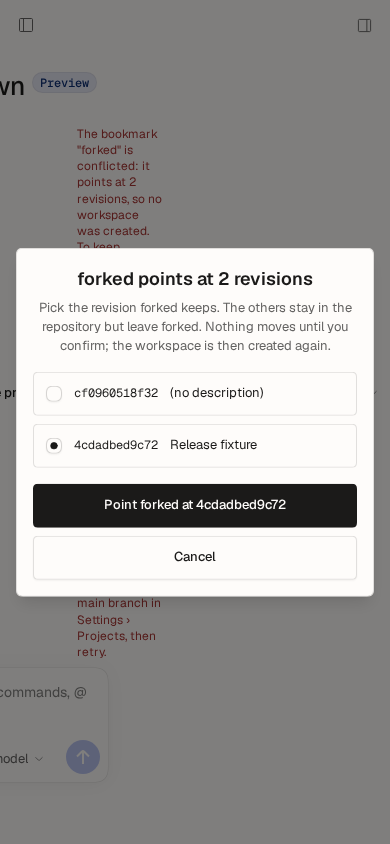 wn Preview
The bookmark
"forked" is
conflicted: it
points at 2
revisions, so no
workspace
was created.
To keep
forked points at 2 revisions
Pick the revision forked keeps. The others stay in the
repository but leave forked. Nothing moves until you
confirm; the workspace is then created again.
cf0960518f32 (no description)
4cdadbed9c72 Release fixture
Point forked at 4cdadbed9c72
Cancel
main branch in
Settings ›
Projects, then
retry.
commands, @
model